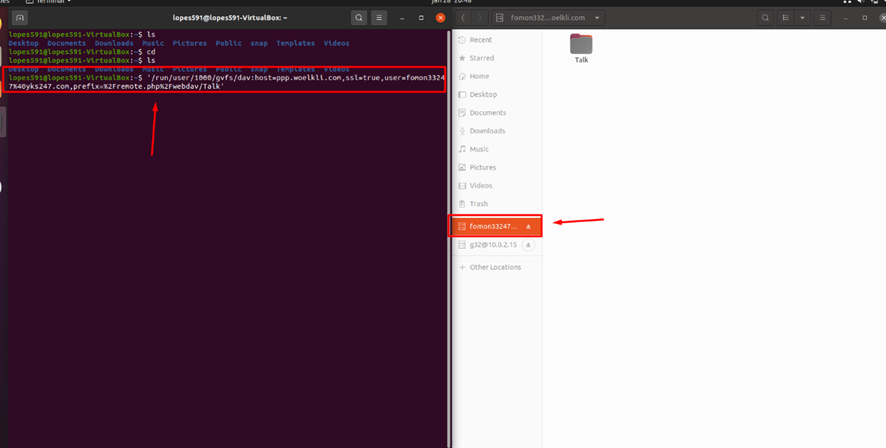 Jan 28 20:48
lopes591@lopes591-VirtualBox: ~
lopes591@lopes591-VirtualBox:~$ ls
Desktop Documents Downloads Music Pictures Public snap Templates Videos
lopes591@lopes591-VirtualBox:~$ cd
lopes591@lopes591-VirtualBox:~$ ls
Desktop Documents Downloads Music Pictures Public snap Templates Videos
lopes591@lopes591-VirtualBox:~$ '/run/user/1000/gvfs/dav:host=ppp.woelkli.com,ssl=true,user=fomon3324
7%40yks247.com,prefix=%2Fremote.php%2Fwebdav/Talk'
fomon332...oelkli.com
Recent
Starred
Home
Desktop
Documents
Downloads
Music
Pictures
Videos
Trash
fomon33247...
g32@10.0.2.15
+ Other Locations
Talk